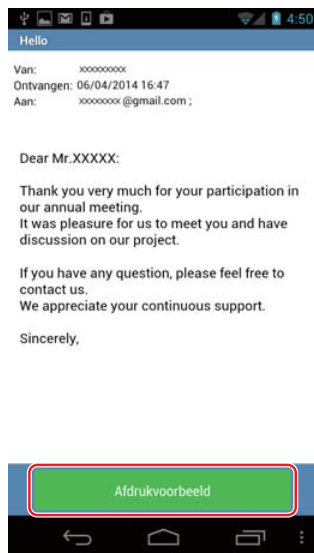 4:50
Hello
Van: xxxxxxxxx
Ontvangen: 06/04/2014 16:47
Aan: xxxxxxxx @gmail.com ;
Dear Mr.XXXXX:
Thank you very much for your participation in
our annual meeting.
It was pleasure for us to meet you and have
discussion on our project.
If you have any question, please feel free to
contact us.
We appreciate your continuous support.
Sincerely,
Afdrukvoorbeeld